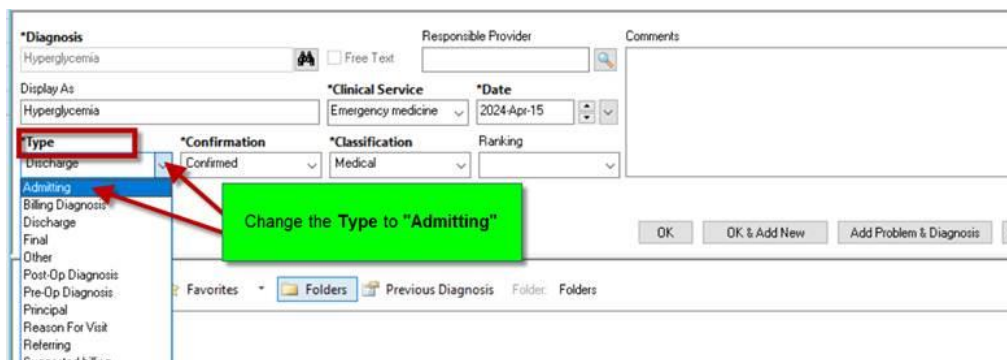 *Diagnosis
Responsible Provider
Comments
Hyperglycemia
Free Text
Display As
*Clinical Service
*Date
Hyperglycemia
Emergency medicine
2024-Apr-15
*Type
*Confirmation
*Classification
Ranking
Discharge
Confirmed
Medical
Admitting
Billing Diagnosis
Discharge
Final
Other
Post-Op Diagnosis
Pre-Op Diagnosis
Principal
Reason For Visit
Referring
Change the Type to "Admitting"
OK
OK & Add New
Add Problem & Diagnosis
Favorites
Folders
Previous Diagnosis
Folder:
Folders